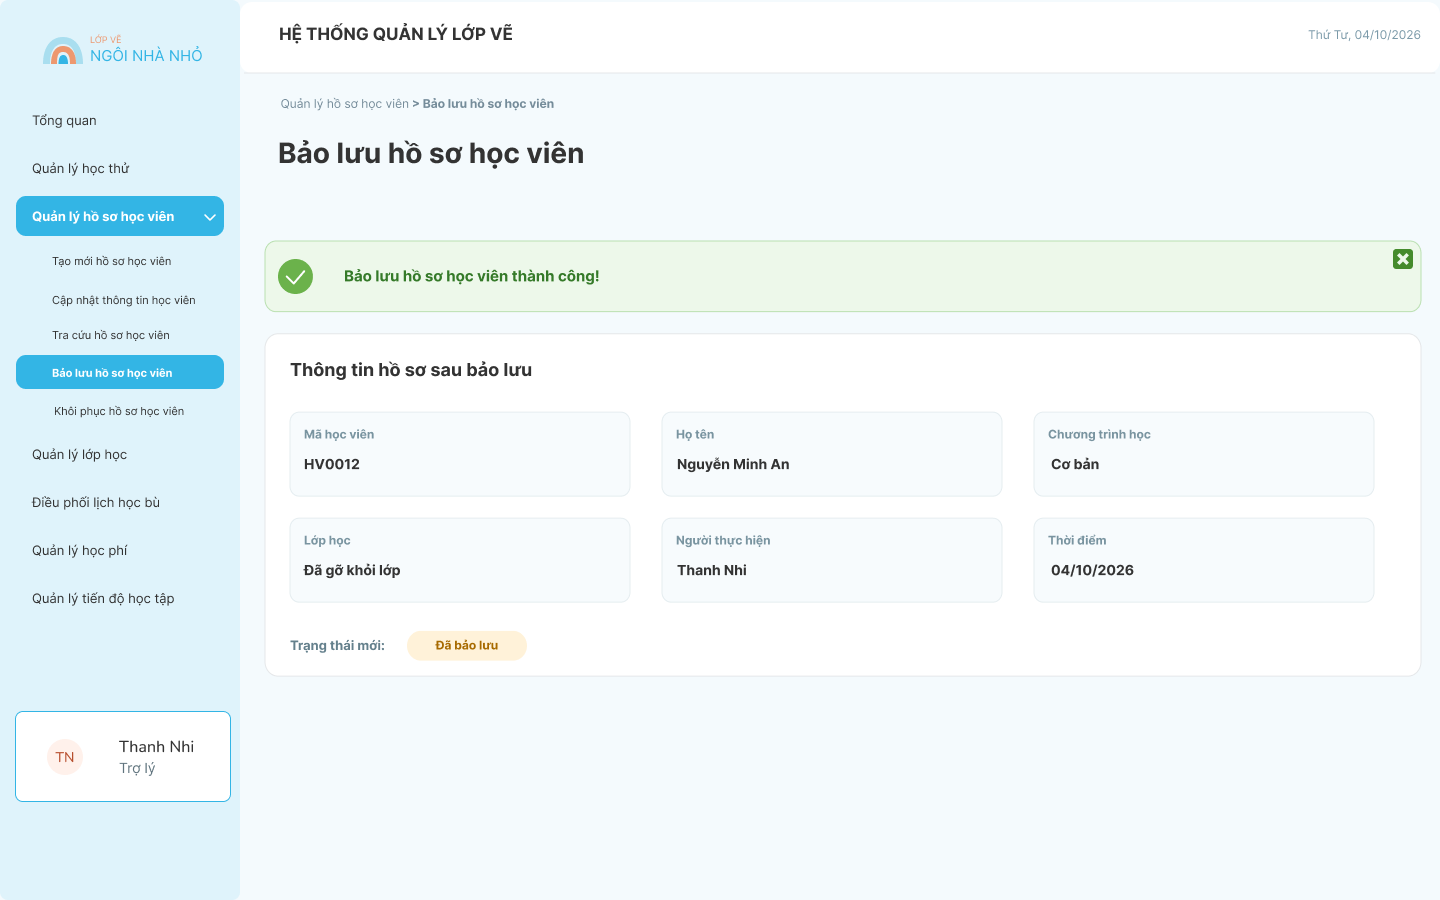 LỚP VẼ
NGÔI NHÀ NHỎ
Tổng quan
Quản lý học thử
Quản lý hồ sơ học viên
Tạo mới hồ sơ học viên
Cập nhật thông tin học viên
Tra cứu hồ sơ học viên
Bảo lưu hồ sơ học viên
Khôi phục hồ sơ học viên
Quản lý lớp học
Điều phối lịch học bù
Quản lý học phí
Quản lý tiến độ học tập
TN
Thanh Nhi
Trợ lý
HỆ THỐNG QUẢN LÝ LỚP VẼ
Thứ Tư, 04/10/2026
Quản lý hồ sơ học viên > Bảo lưu hồ sơ học viên
Bảo lưu hồ sơ học viên
Bảo lưu hồ sơ học viên thành công!
Thông tin hồ sơ sau bảo lưu
Mã học viên
HV0012
Họ tên
Nguyễn Minh An
Chương trình học
Cơ bản
Lớp học
Đã gỡ khỏi lớp
Người thực hiện
Thanh Nhi
Thời điểm
04/10/2026
Trạng thái mới:
Đã bảo lưu